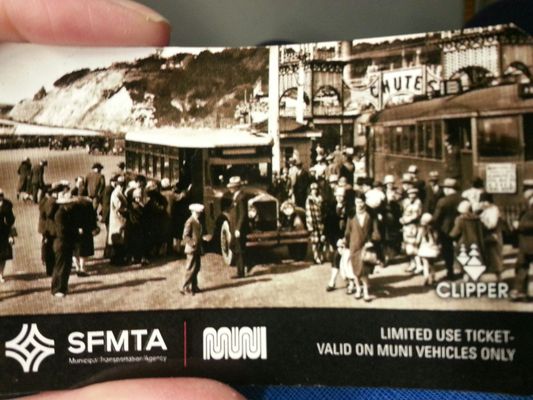 CHUTE
CLIPPER
SFMTA
Municipal Transportation Agency
MUNI
LIMITED USE TICKET-
VALID ON MUNI VEHICLES ONLY